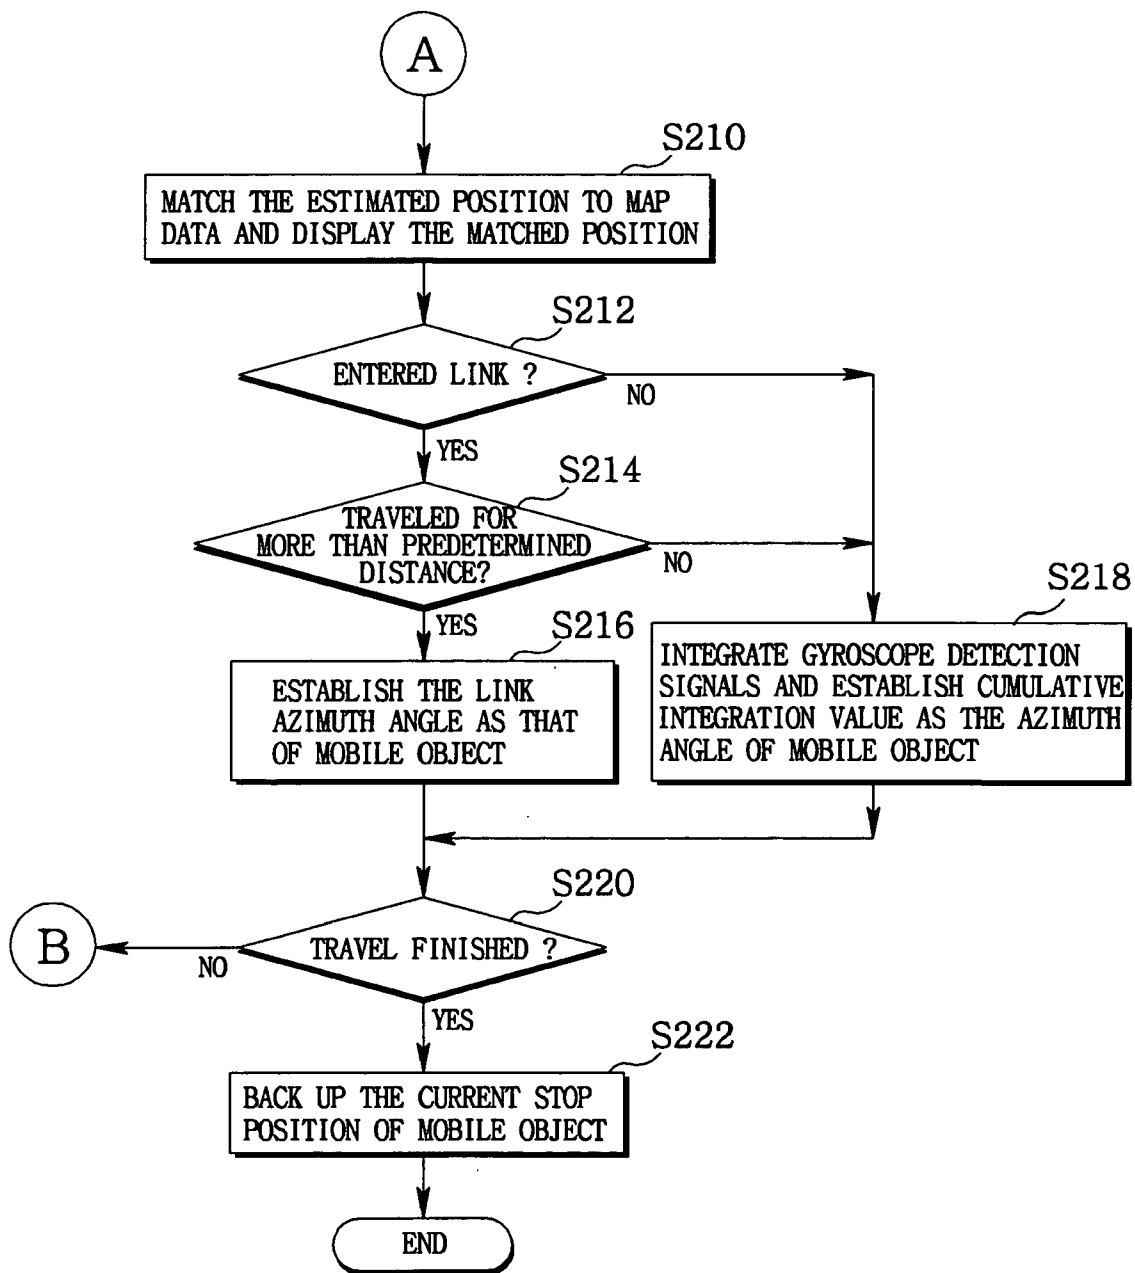 A
S210
MATCH THE ESTIMATED POSITION TO MAP
DATA AND DISPLAY THE MATCHED POSITION
S212
ENTERED LINK ?
NO
YES
S214
TRAVELED FOR
MORE THAN PREDETERMINED
DISTANCE?
NO
YES
S216
ESTABLISH THE LINK
AZIMUTH ANGLE AS THAT
OF MOBILE OBJECT
S218
INTEGRATE GYROSCOPE DETECTION
SIGNALS AND ESTABLISH CUMULATIVE
INTEGRATION VALUE AS THE AZIMUTH
ANGLE OF MOBILE OBJECT
S220
TRAVEL FINISHED ?
B
NO
YES
S222
BACK UP THE CURRENT STOP
POSITION OF MOBILE OBJECT
END